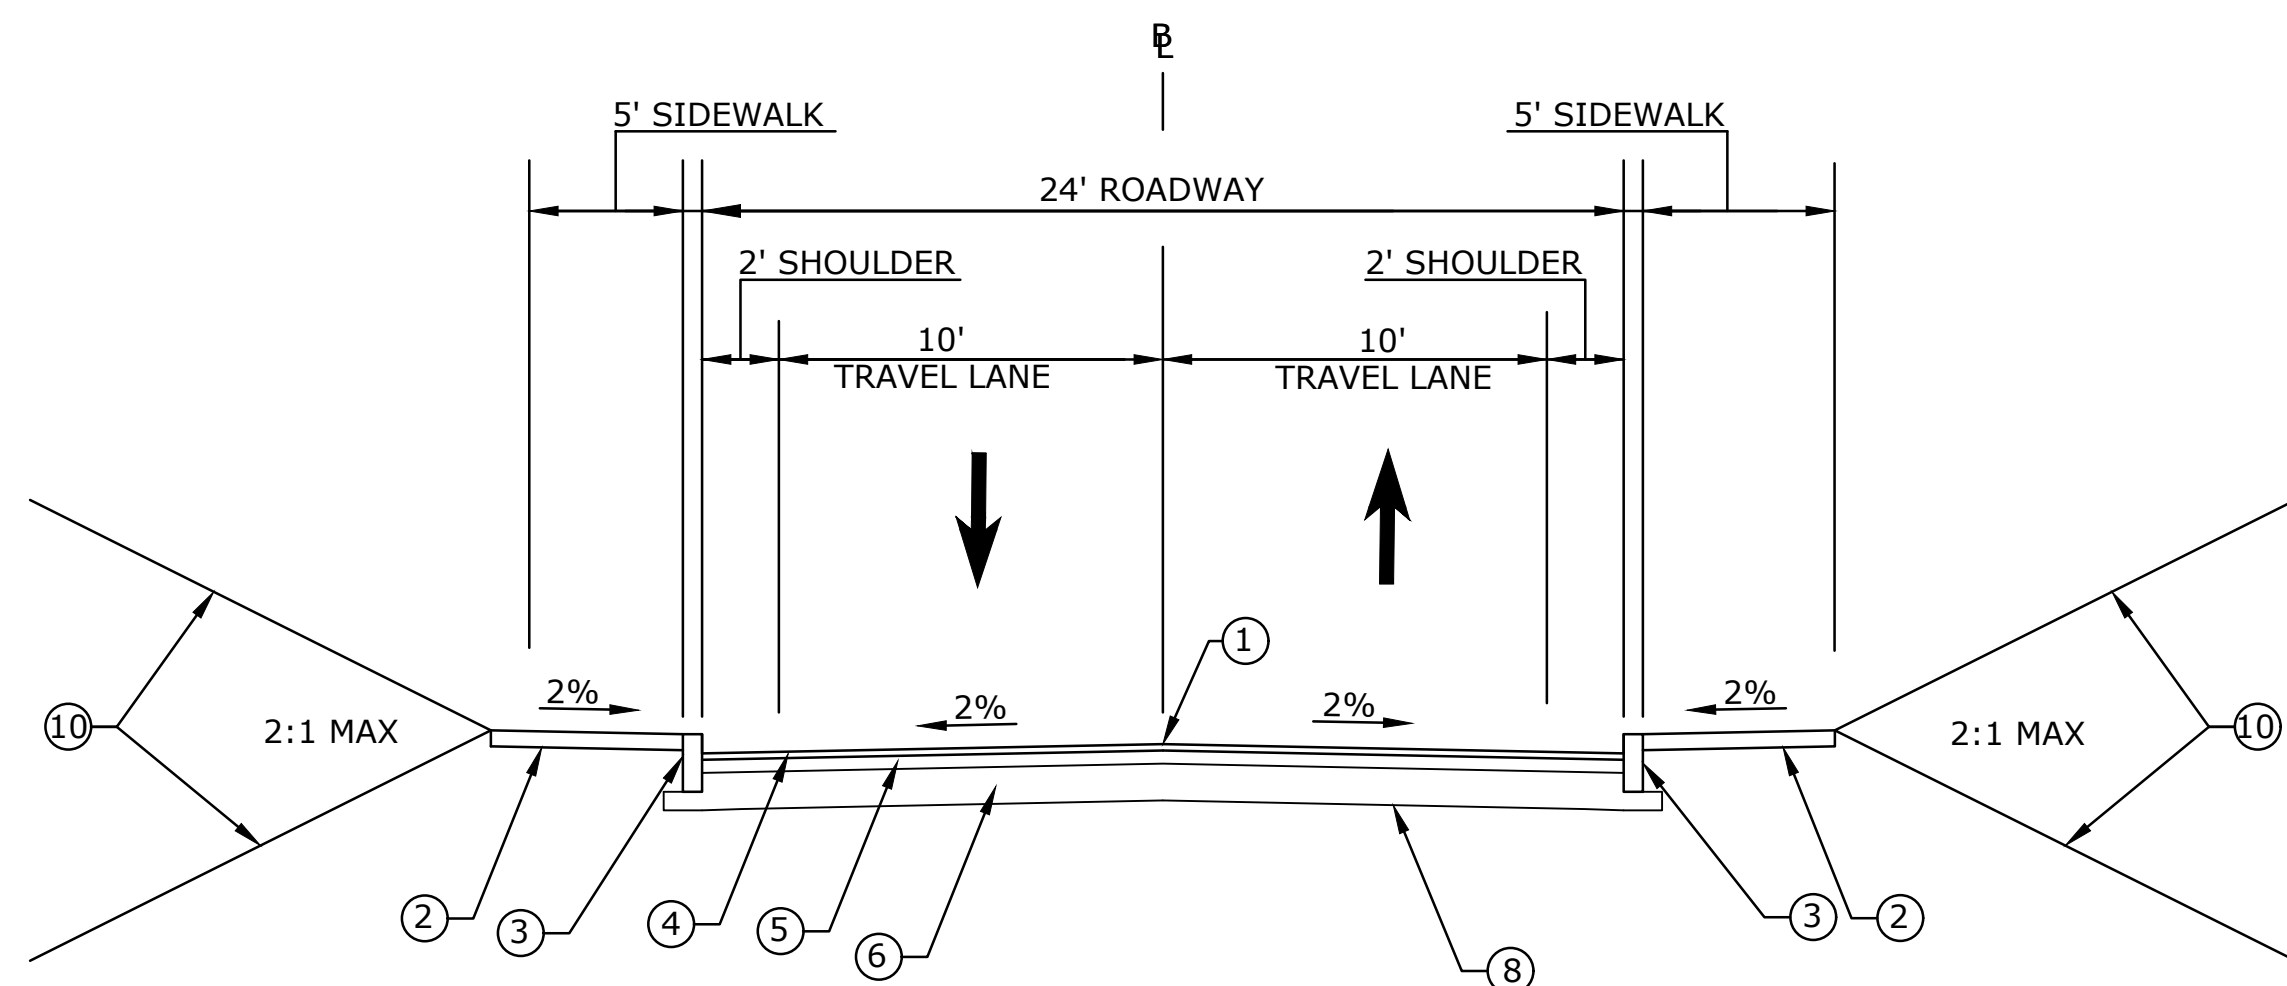 BL
5' SIDEWALK
5' SIDEWALK
24' ROADWAY
2' SHOULDER
2' SHOULDER
10'
TRAVEL LANE
10'
TRAVEL LANE
1
2%
2%
2%
2%
10
2:1 MAX
2:1 MAX
10
2
3
4
5
6
8
3
2